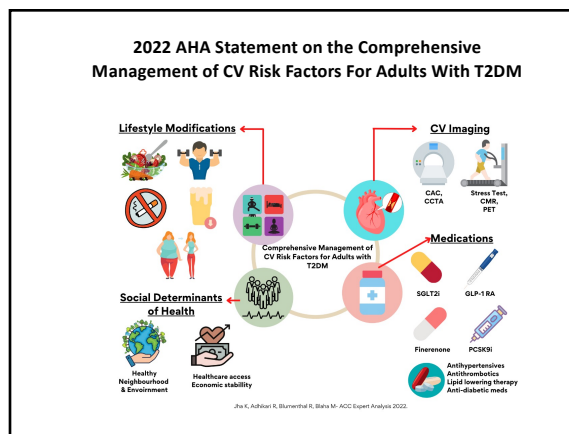 2022 AHA Statement on the Comprehensive
Management of CV Risk Factors For Adults With T2DM
Lifestyle Modifications
CV Imaging
CAC,
CCTA
Stress Test,
CMR,
PET
Comprehensive Management of
CV Risk Factors for Adults with
T2DM
Medications
SGLT2i
GLP-1 RA
Finerenone
PCSK9i
Antihypertensives
Antithrombotics
Lipid lowering therapy
Anti-diabetic meds
Social Determinants
of Health
Healthy
Neighbourhood
& Envoirnment
Healthcare access
Economic stability
Jha K, Adhikari R, Blumenthal R, Blaha M- ACC Expert Analysis 2022.